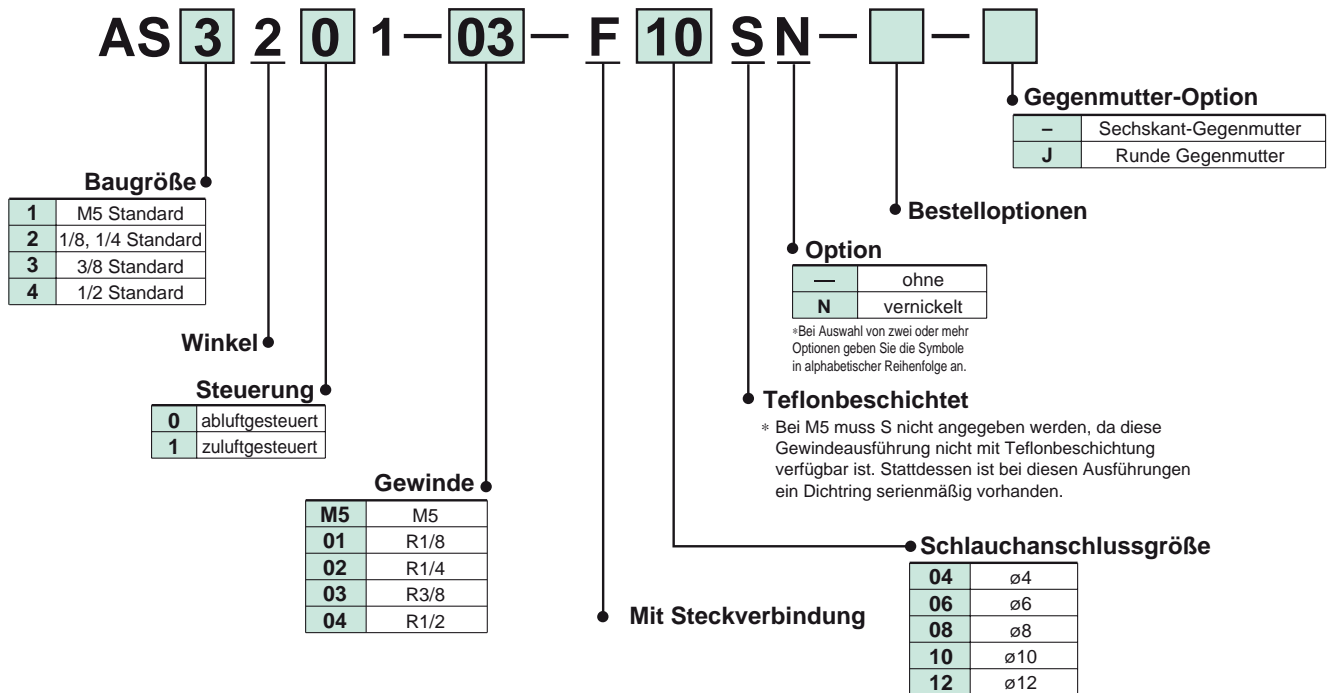 AS 3 2 0 1 — 03 — F 10 S N — □ — □
Gegenmutter-Option
– Sechskant-Gegenmutter
J Runde Gegenmutter
Baugröße
1 M5 Standard
2 1/8, 1/4 Standard
3 3/8 Standard
4 1/2 Standard
Bestelloptionen
Option
— ohne
N vernickelt
*Bei Auswahl von zwei oder mehr
Optionen geben Sie die Symbole
in alphabetischer Reihenfolge an.
Winkel
Steuerung
0 abluftgesteuert
1 zuluftgesteuert
Teflonbeschichtet
* Bei M5 muss S nicht angegeben werden, da diese
Gewindeausführung nicht mit Teflonbeschichtung
verfügbar ist. Stattdessen ist bei diesen Ausführungen
ein Dichtring serienmäßig vorhanden.
Gewinde
M5 M5
01 R1/8
02 R1/4
03 R3/8
04 R1/2
Mit Steckverbindung
Schlauchanschlussgröße
04 ø4
06 ø6
08 ø8
10 ø10
12 ø12